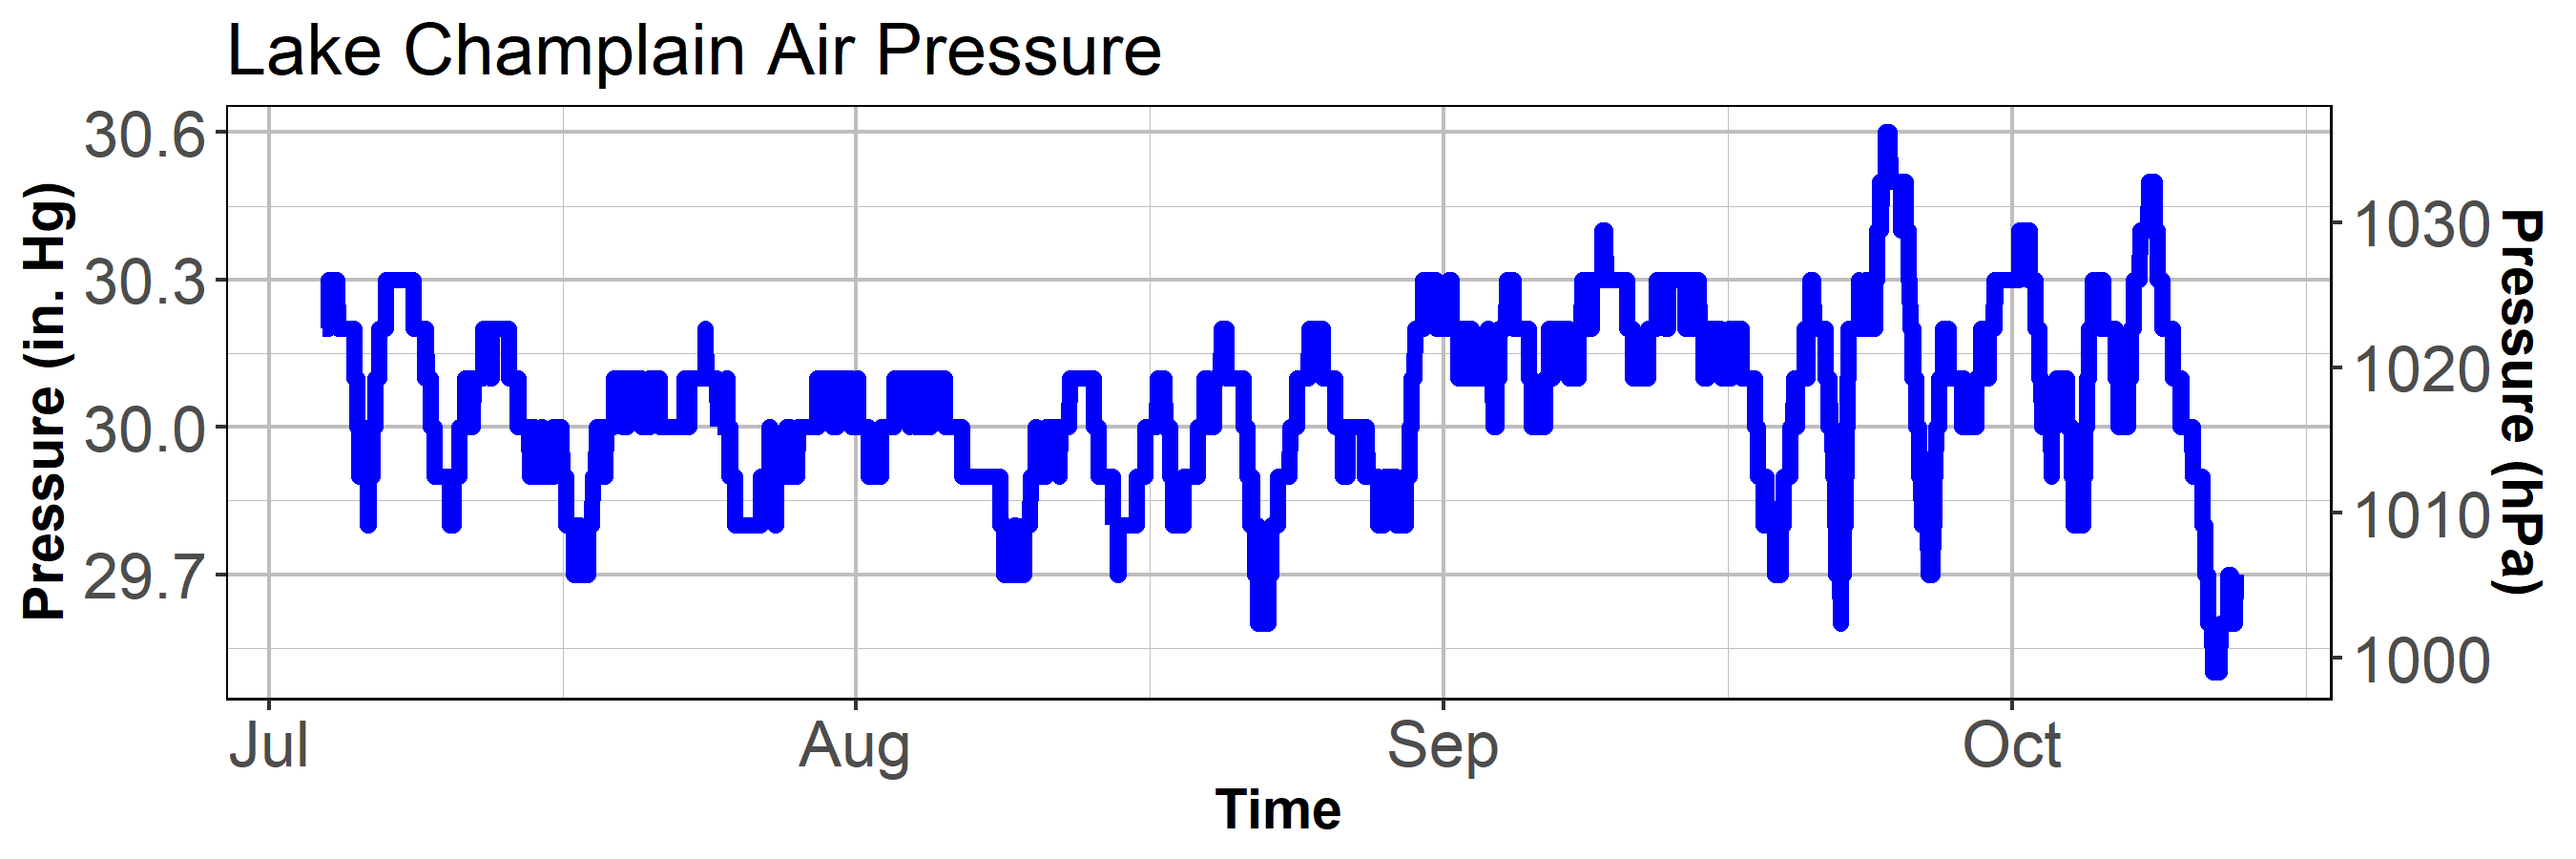 Lake Champlain Air Pressure
Pressure (in. Hg)
30.6
30.3
30.0
29.7
1030
1020
1010
1000
Pressure (hPa)
Jul Aug Sep Oct
Time